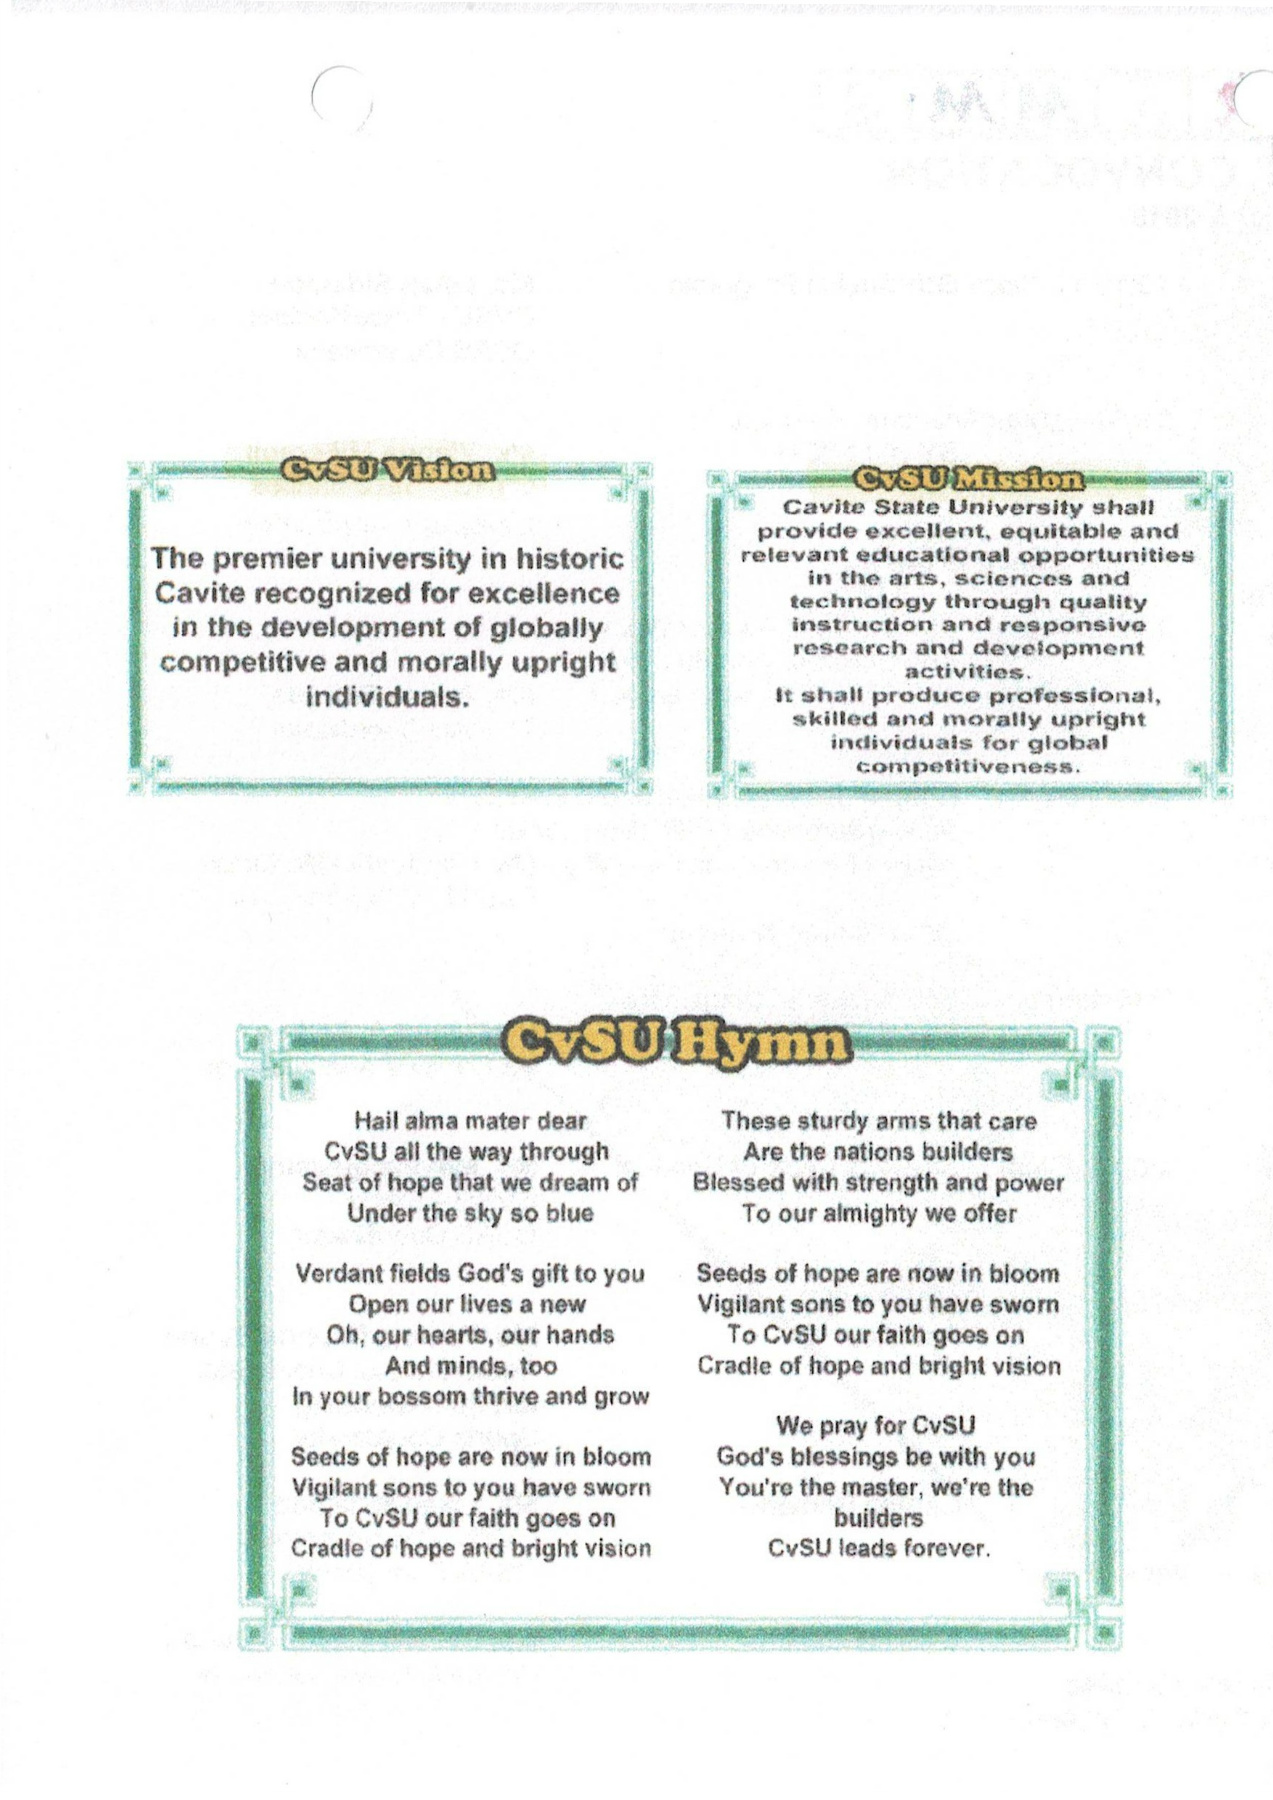 CvSU Vision
The premier university in historic
Cavite recognized for excellence
in the development of globally
competitive and morally upright
individuals.
CvSU Mission
Cavite State University shall
provide excellent, equitable and
relevant educational opportunities
in the arts, sciences and
technology through quality
instruction and responsive
research and development
activities.
It shall produce professional,
skilled and morally upright
individuals for global
competitiveness.
CvSU Hymn
Hail alma mater dear
CvSU all the way through
Seat of hope that we dream of
Under the sky so blue
Verdant fields God's gift to you
Open our lives a new
Oh, our hearts, our hands
And minds, too
In your bossom thrive and grow
Seeds of hope are now in bloom
Vigilant sons to you have sworn
To CvSU our faith goes on
Cradle of hope and bright vision
These sturdy arms that care
Are the nations builders
Blessed with strength and power
To our almighty we offer
Seeds of hope are now in bloom
Vigilant sons to you have sworn
To CvSU our faith goes on
Cradle of hope and bright vision
We pray for CvSU
God's blessings be with you
You're the master, we're the
builders
CvSU leads forever.